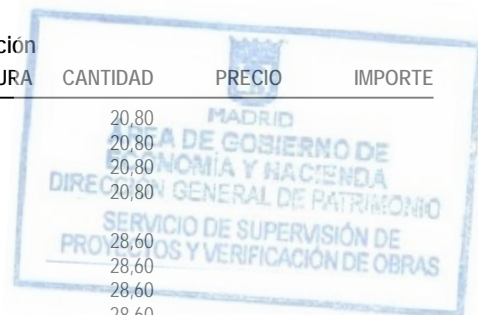 ción
URA CANTIDAD PRECIO IMPORTE
MADRID
20,80
ÁREA DE GOBIERNO DE
20,80
ECONOMÍA Y HACIENDA
20,80
DIRECCIÓN GENERAL DE PATRIMONIO
20,80
SERVICIO DE SUPERVISIÓN DE
28,60
PROYECTOS Y VERIFICACIÓN DE OBRAS
28,60
28,60
28,60